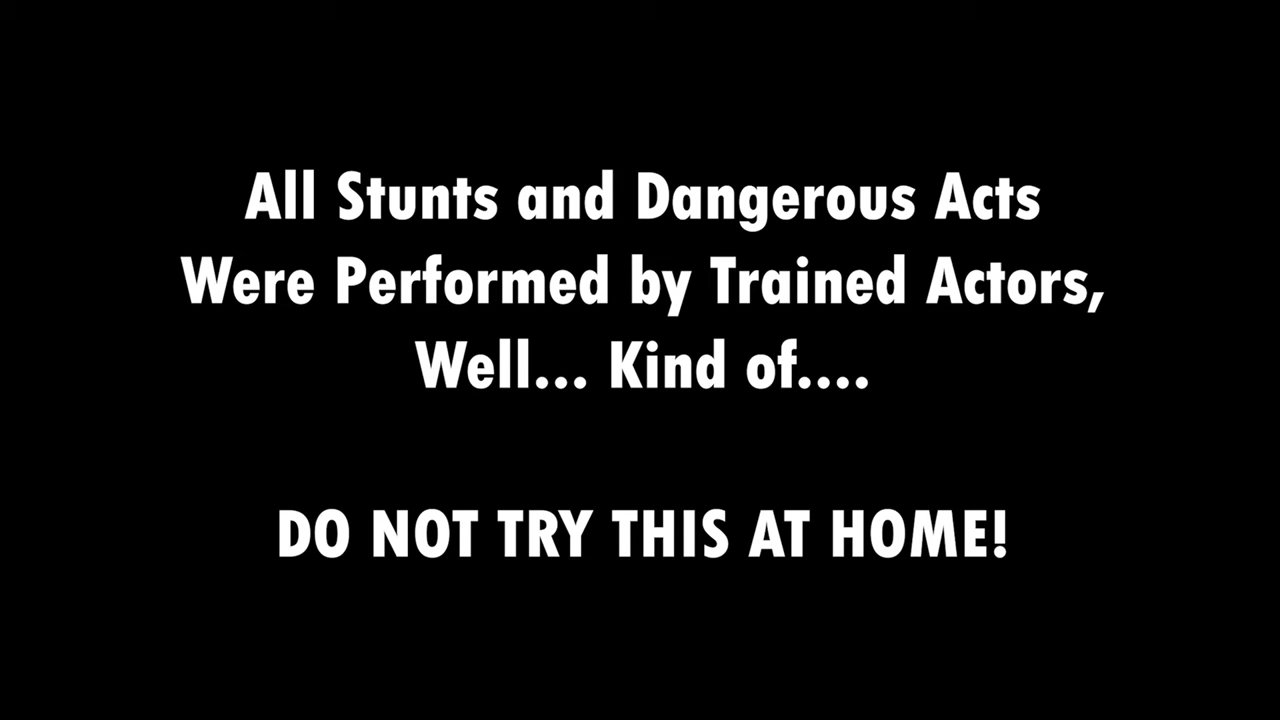 All Stunts and Dangerous Acts
Were Performed by Trained Actors,
Well... Kind of....
DO NOT TRY THIS AT HOME!